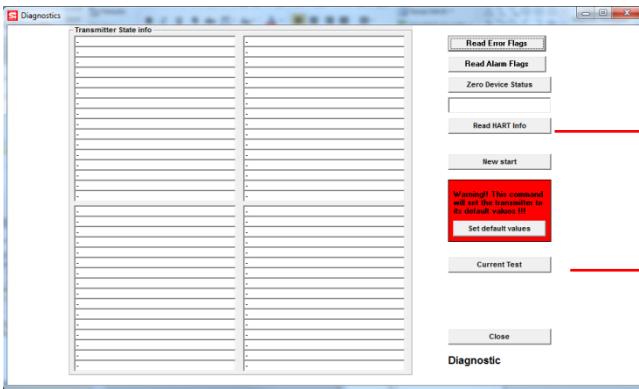 Diagnostics
Transmitter State info
Read Error Flags
Read Alarm Flags
Zero Device Status
Read HART Info
New start
Warning!! This command
will set the transmitter to
its default values !!!
Set default values
Current Test
Close
Diagnostic